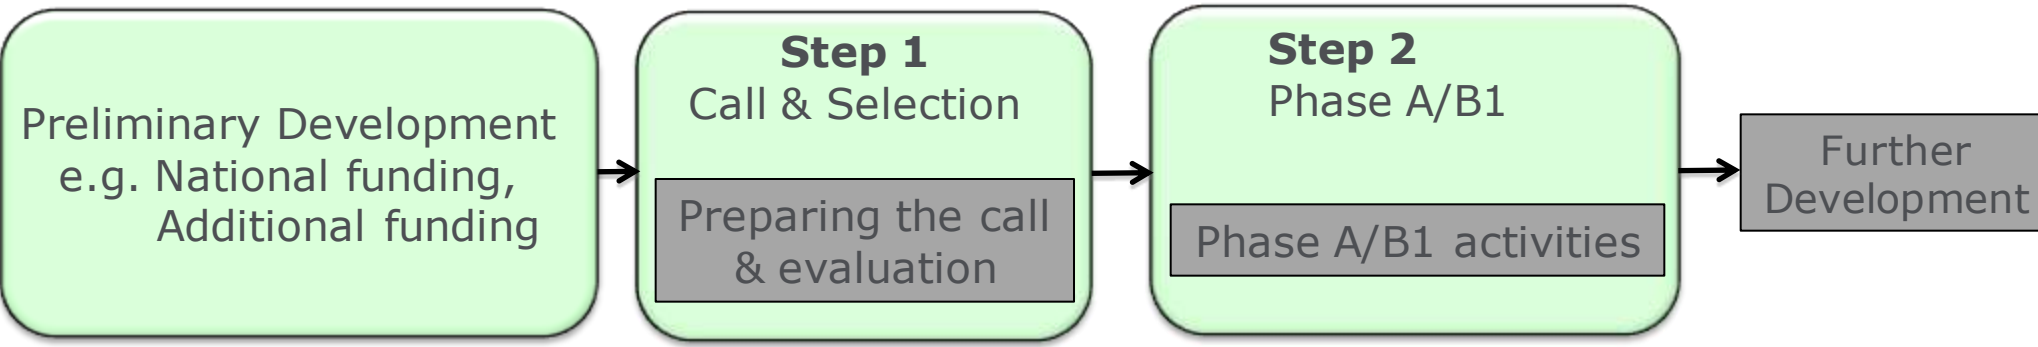 Preliminary Development
e.g. National funding,
Additional funding
Step 1
Call & Selection
Preparing the call
& evaluation
Step 2
Phase A/B1
Phase A/B1 activities
Further
Development